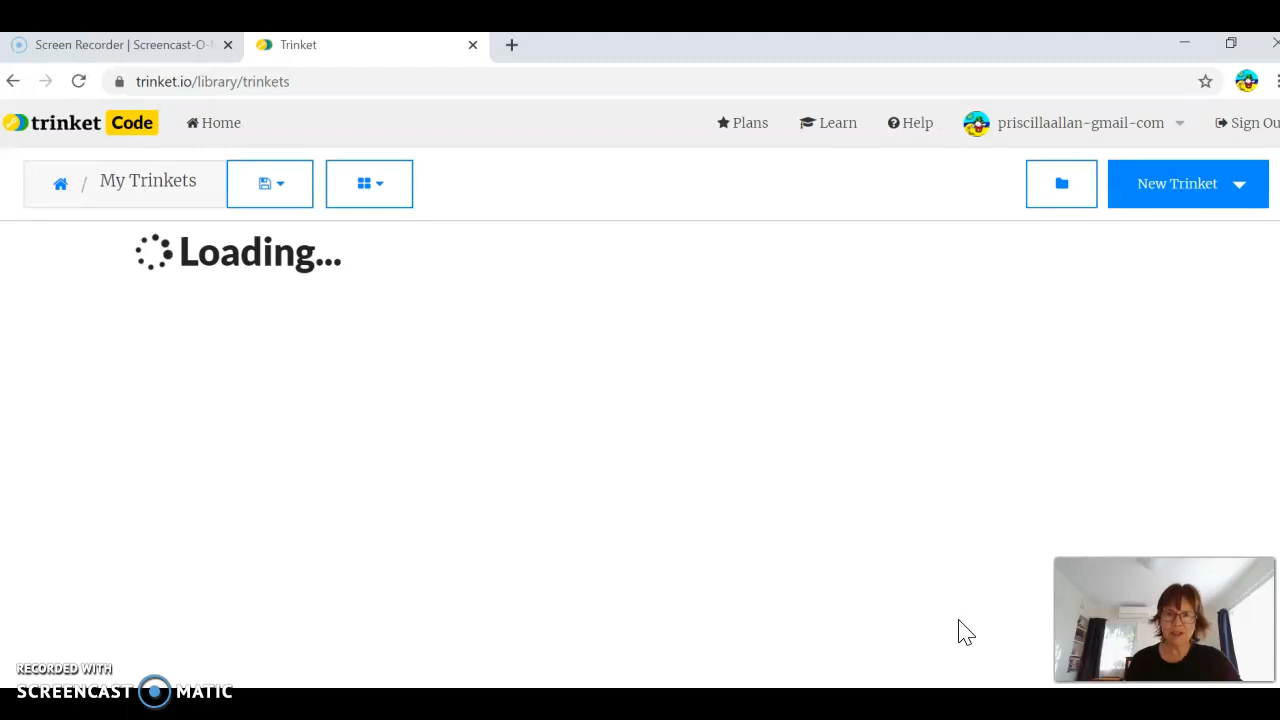 Screen Recorder | Screencast-O- Trinket
trinket.io/library/trinkets
trinket Code Home Plans Learn Help priscillaallan-gmail-com Sign Ou
/ My Trinkets New Trinket
Loading...
RECORDED WITH
SCREENCAST MATIC